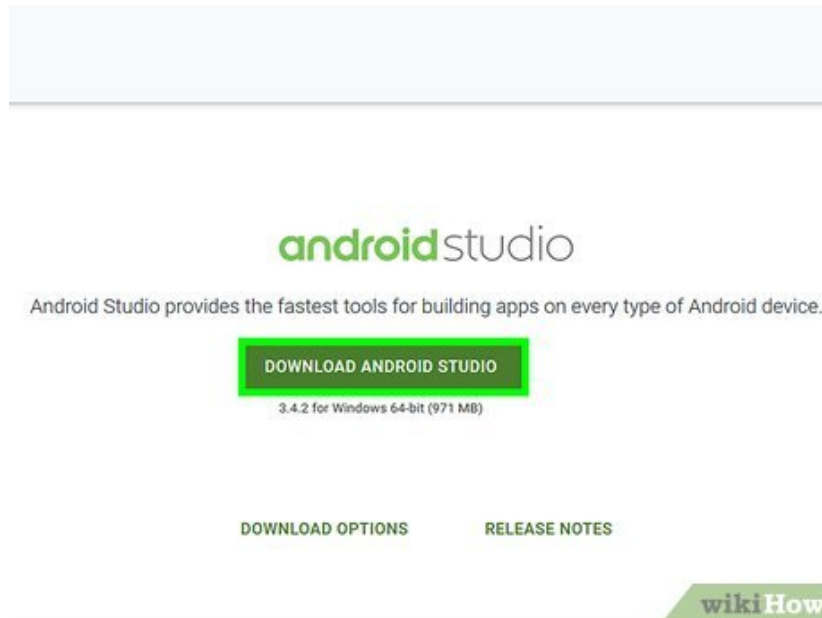 android studio
Android Studio provides the fastest tools for building apps on every type of Android device.
DOWNLOAD ANDROID STUDIO
3.4.2 for Windows 64-bit (971 MB)
DOWNLOAD OPTIONS RELEASE NOTES
wikiHow